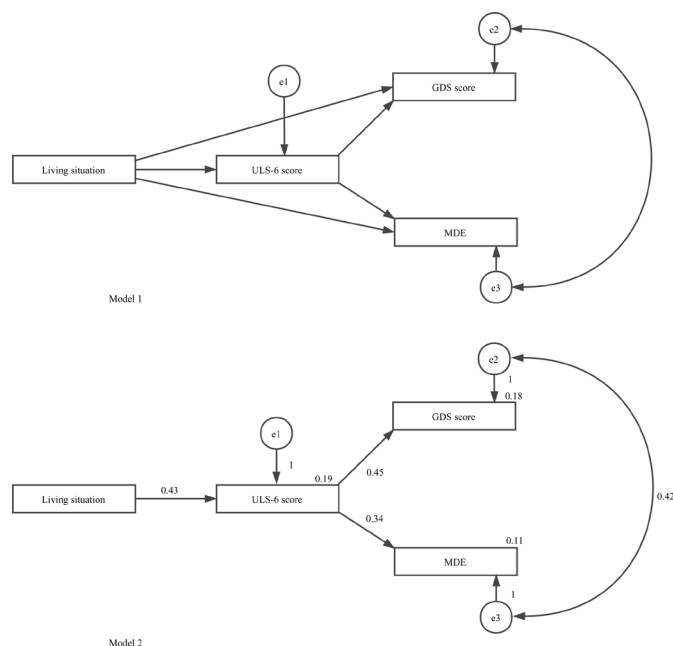 e2
e1
GDS score
Living situation
ULS-6 score
MDE
e3
Model 1
e2
1
0.18
GDS score
e1
1
0.19
0.45
0.43
Living situation
ULS-6 score
0.42
0.34
0.11
MDE
1
e3
Model 2